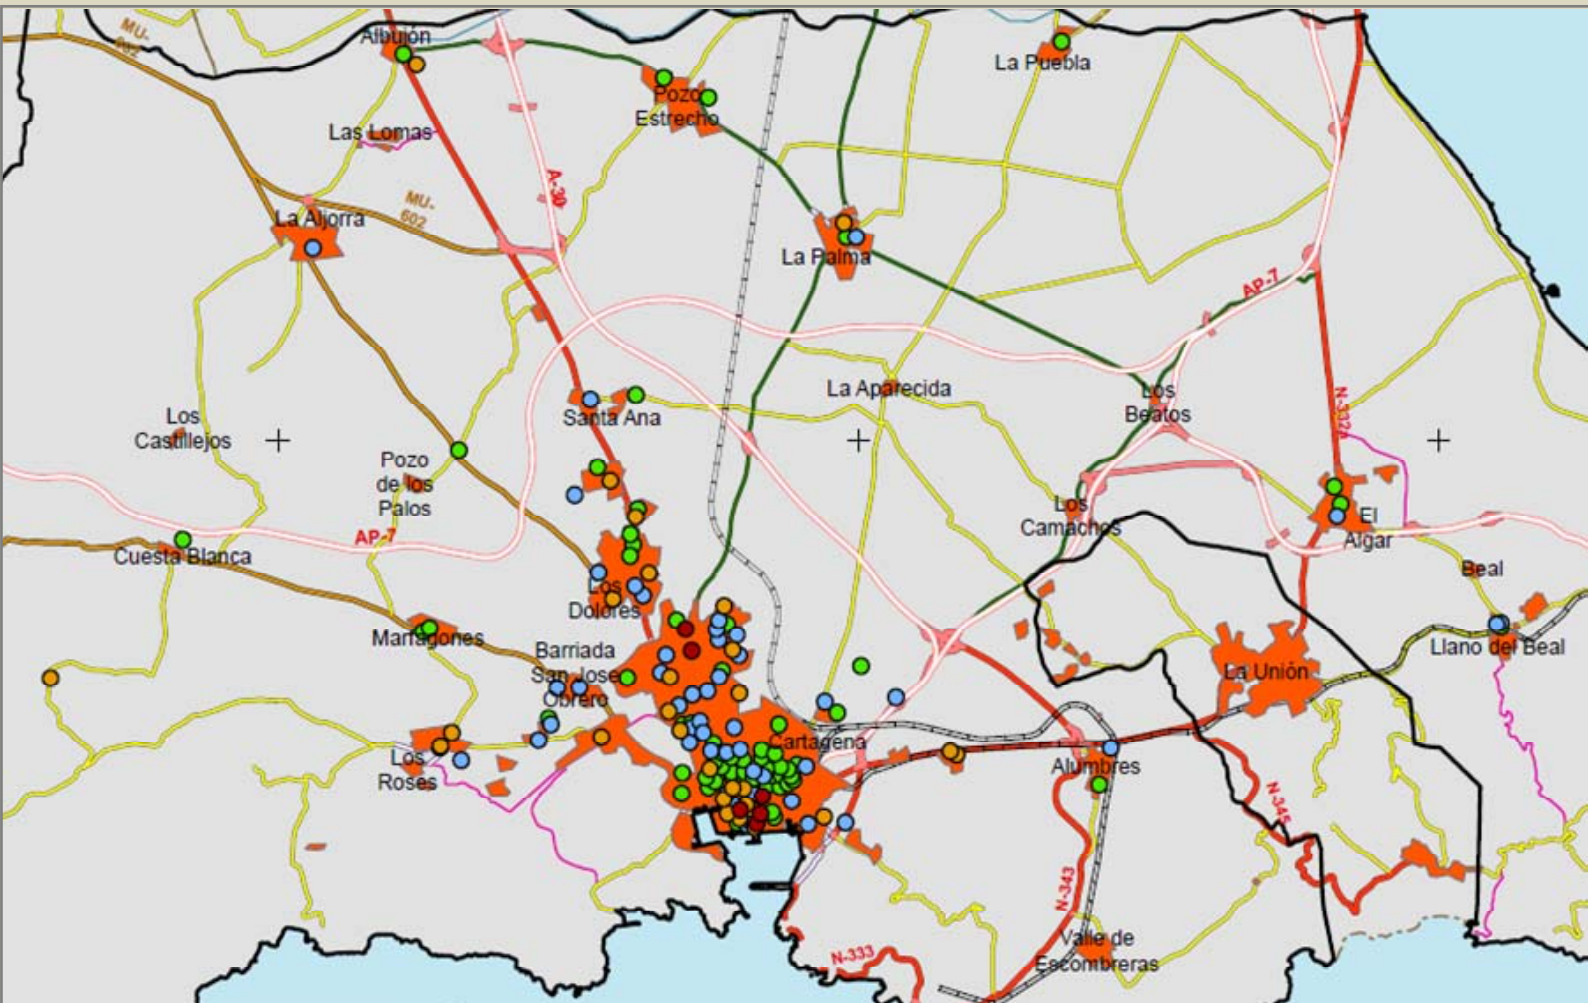 MU-
602
Albujón
La Puebla
Pozo
Estrecho
Las Lomas
A-30
MU-
602
La Aljorra
La Palma
AP-7
La Aparecida
Los
Beatos
Santa Ana
N-332A
Los
Castillejos
Pozo
de los
Palos
Los
Camachos
El
Algar
AP-7
Cuesta Blanca
Beal
Los
Dolores
Marfagones
Barriada
San Jose
Obrero
Llano del Beal
La Unión
Cartagena
Los
Roses
Alumbres
N-345
N-343
Valle de
Escombreras
N-333